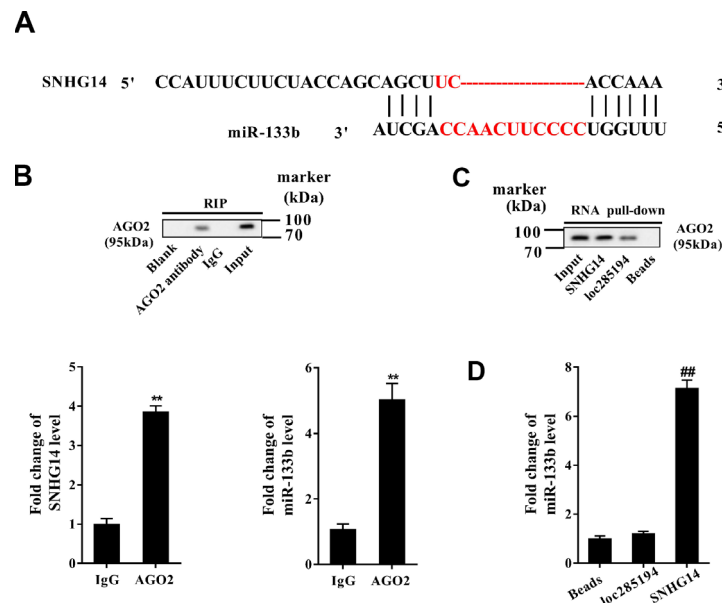 A
SNHG14 5' CCAUUUCUUCUACCAGCAGCUUC--------------------ACCAAA 3
miR-133b 3' AUCGACCAACUUCCCCUGGUUU 5
B
RIP
marker
(kDa)
AGO2
(95kDa)
100
70
Blank
AGO2 antibody
IgG
Input
C
marker
(kDa)
RNA pull-down
100
70
AGO2
(95kDa)
Input
SNHG14
loc285194
Beads
Fold change of
SNHG14 level
5
4
3
2
1
0
**
IgG AGO2
Fold change of
miR-133b level
6
4
2
0
**
IgG AGO2
D
Fold change of
miR-133b level
8
6
4
2
0
##
Beads
loc285194
SNHG14